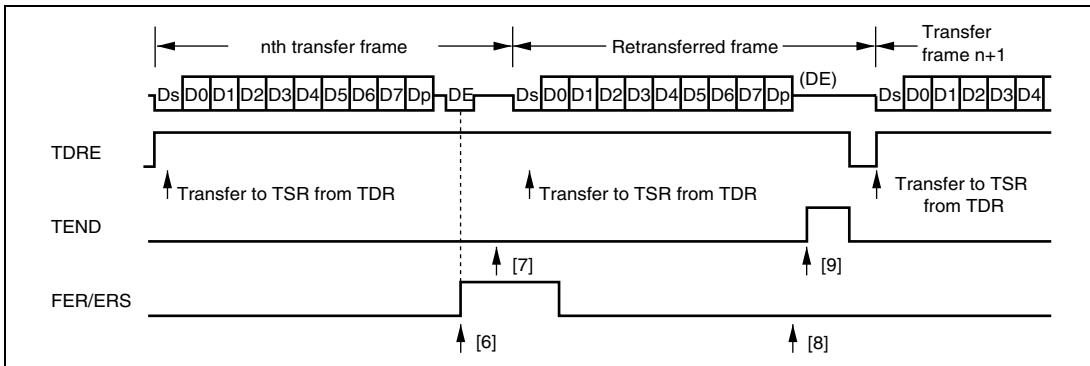 nth transfer frame
Retransferred frame
Transfer
frame n+1
Ds D0 D1 D2 D3 D4 D5 D6 D7 Dp DE
Ds D0 D1 D2 D3 D4 D5 D6 D7 Dp
(DE)
Ds D0 D1 D2 D3 D4
TDRE
Transfer to TSR from TDR
Transfer to TSR from TDR
Transfer to TSR
from TDR
TEND
[7]
[9]
FER/ERS
[6]
[8]